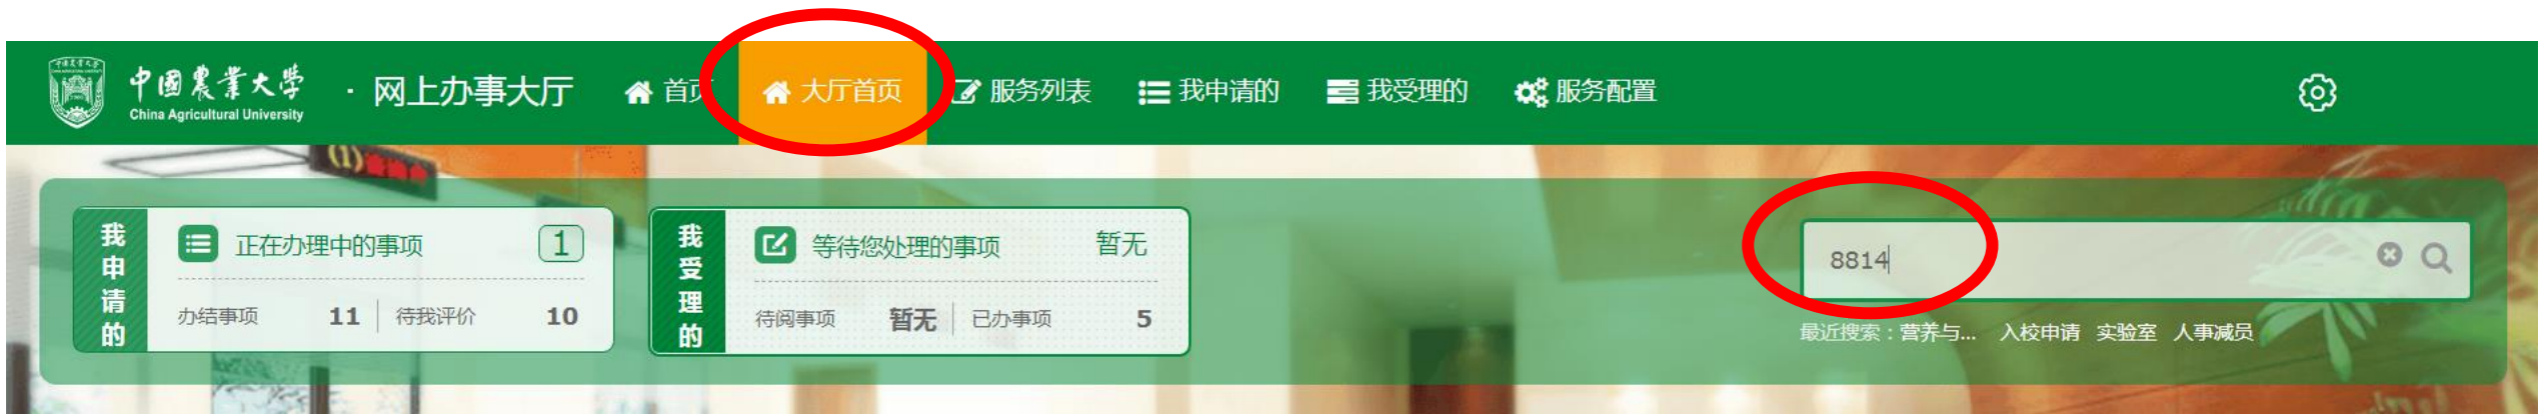 中國農業大學
China Agricultural University
· 网上办事大厅
首页
大厅首页
服务列表
我申请的
我受理的
服务配置
我申请的
正在办理中的事项 1
办结事项 11 待我评价 10
我受理的
等待您处理的事项 暂无
待阅事项 暂无 已办事项 5
8814
最近搜索：营养与... 入校申请 实验室 人事减员